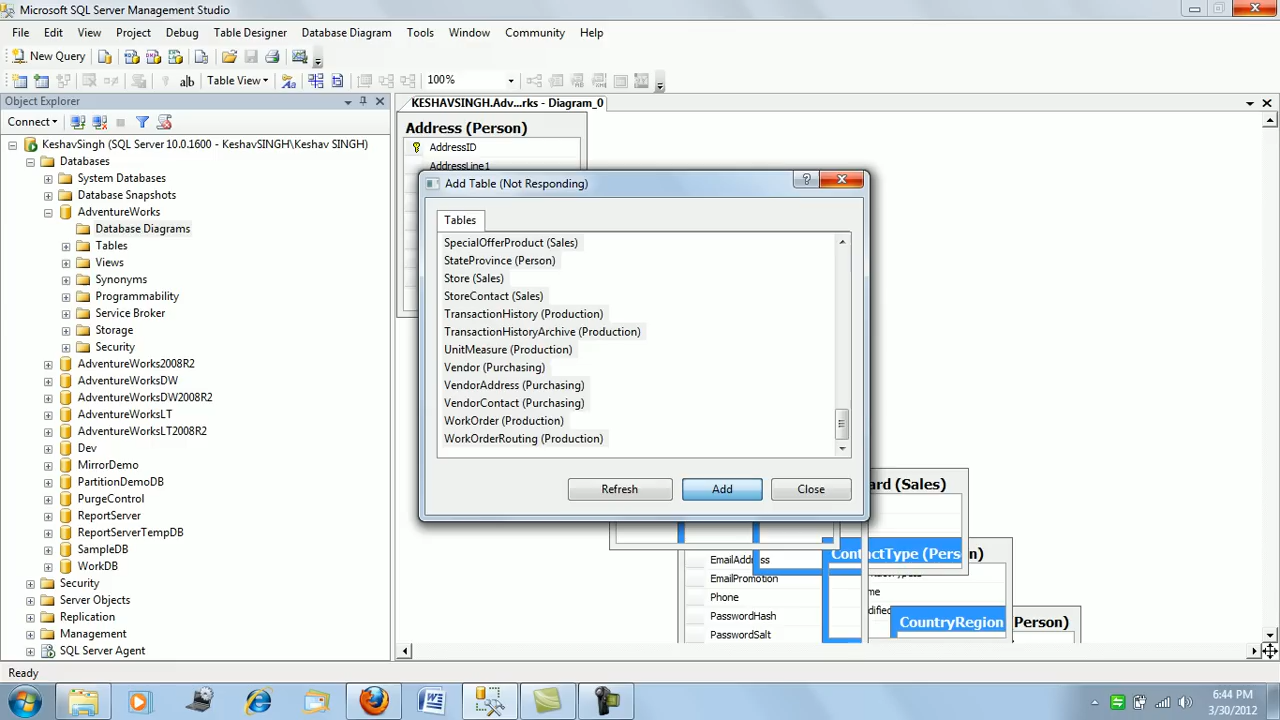 Microsoft SQL Server Management Studio
File Edit View Project Debug Table Designer Database Diagram Tools Window Community Help
New Query
Table View 100%
Object Explorer
KESHAVSINGH.Adv...rks - Diagram_0
Connect
KeshavSingh (SQL Server 10.0.1600 - KeshavSINGH\Keshav SINGH)
Databases
System Databases
Database Snapshots
AdventureWorks
Database Diagrams
Tables
Views
Synonyms
Programmability
Service Broker
Storage
Security
AdventureWorks2008R2
AdventureWorksDW
AdventureWorksDW2008R2
AdventureWorksLT
AdventureWorksLT2008R2
Dev
MirrorDemo
PartitionDemoDB
PurgeControl
ReportServer
ReportServerTempDB
SampleDB
WorkDB
Security
Server Objects
Replication
Management
SQL Server Agent
Address (Person)
AddressID
AddressLine1
Add Table (Not Responding)
Tables
SpecialOfferProduct (Sales)
StateProvince (Person)
Store (Sales)
StoreContact (Sales)
TransactionHistory (Production)
TransactionHistoryArchive (Production)
UnitMeasure (Production)
Vendor (Purchasing)
VendorAddress (Purchasing)
VendorContact (Purchasing)
WorkOrder (Production)
WorkOrderRouting (Production)
Refresh Add Close
ard (Sales)
ContactType (Person)
EmailAddress
EmailPromotion
Phone
PasswordHash
PasswordSalt
CountryRegion (Person)
Ready
6:44 PM
3/30/2012